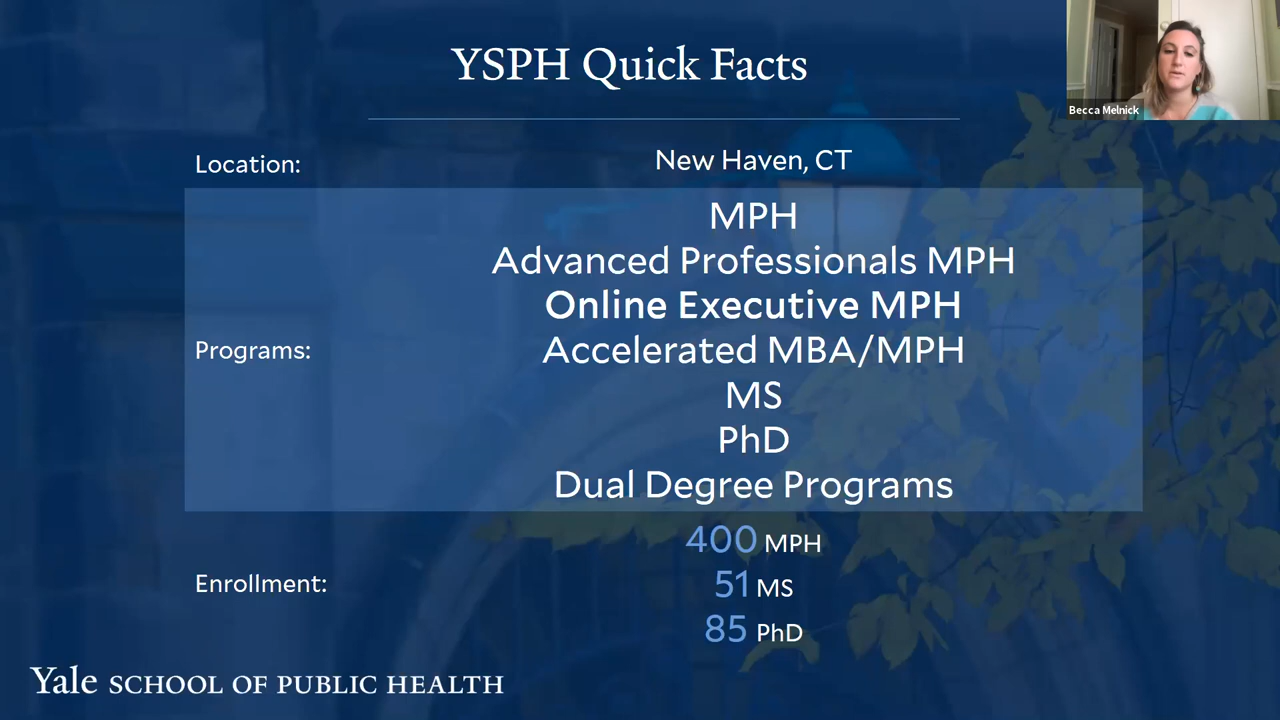 YSPH Quick Facts
Becca Melnick
Location:
New Haven, CT
Programs:
MPH
Advanced Professionals MPH
Online Executive MPH
Accelerated MBA/MPH
MS
PhD
Dual Degree Programs
Enrollment:
400 MPH
51 MS
85 PhD
Yale SCHOOL OF PUBLIC HEALTH